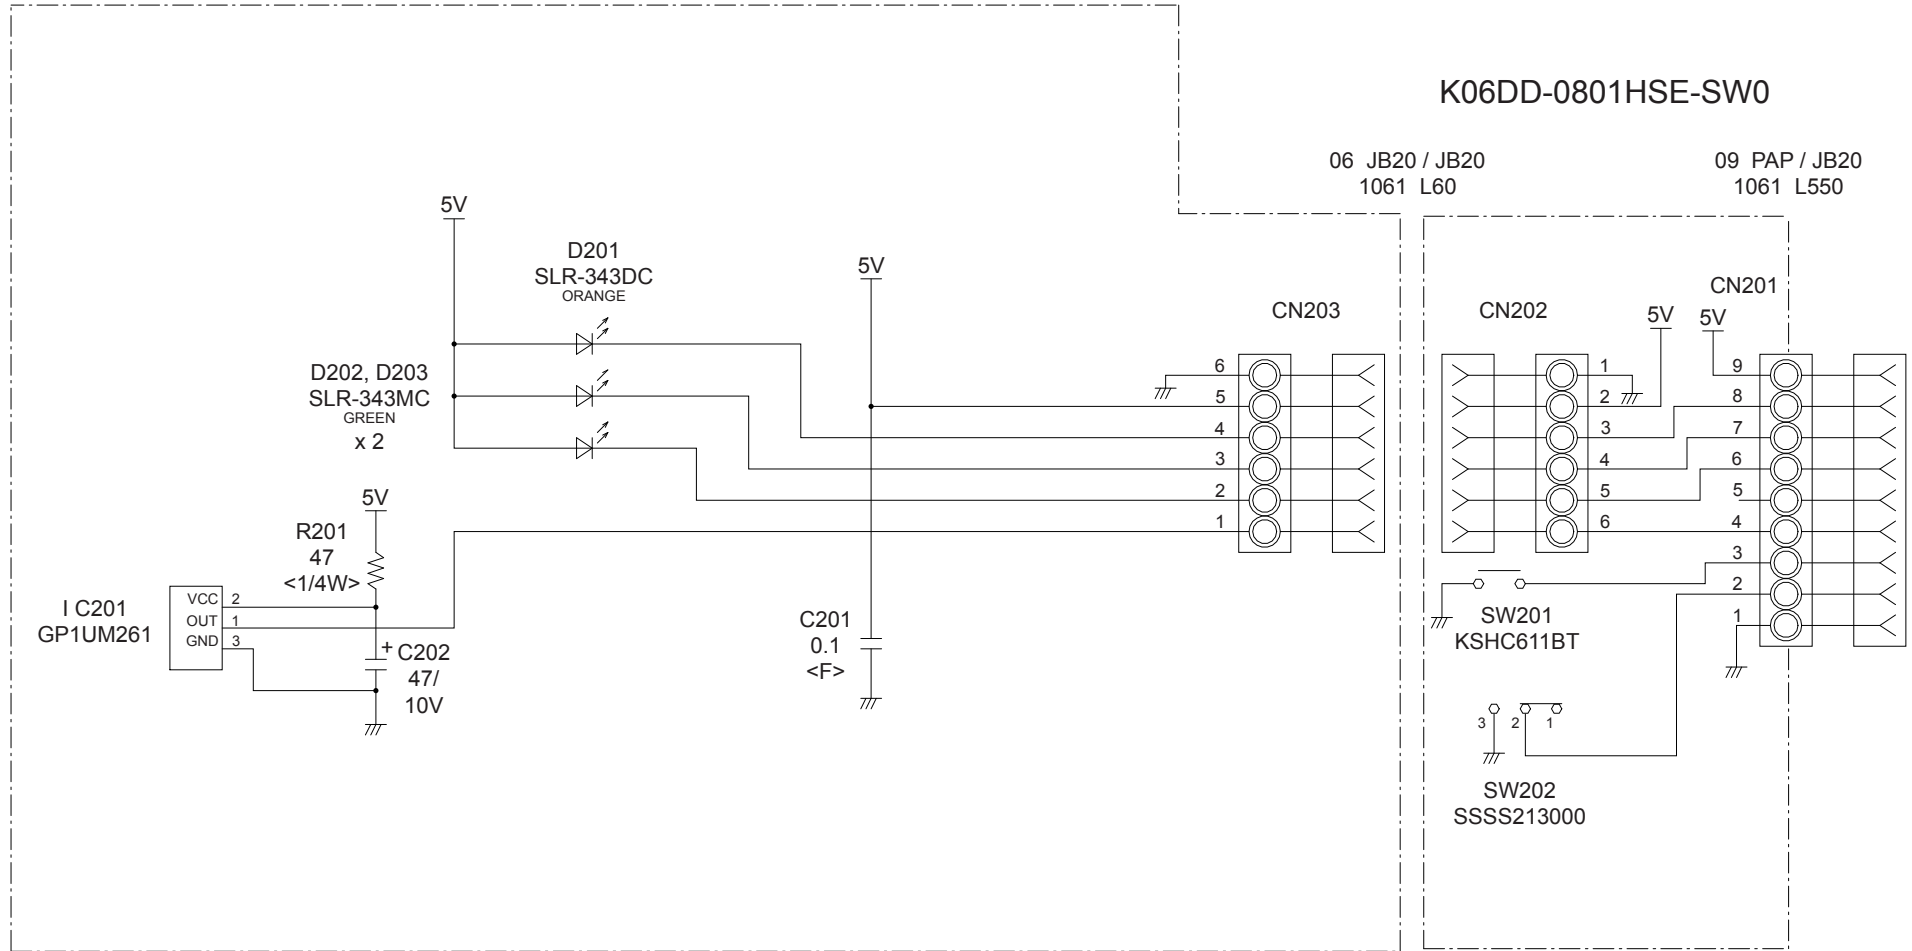 K06DD-0801HSE-SW0
06 JB20 / JB20
1061 L60
09 PAP / JB20
1061 L550
5V
D201
SLR-343DC
ORANGE
D202, D203
SLR-343MC
GREEN
x 2
5V
R201
47
<1/4W>
I C201
GP1UM261
VCC 2
OUT 1
GND 3
+ C202
47/
10V
5V
C201
0.1
<F>
CN203
6
5
4
3
2
1
CN202
1
2
3
4
5
6
5V
5V
CN201
9
8
7
6
5
4
3
2
1
SW201
KSHC611BT
3 2 1
SW202
SSSS213000